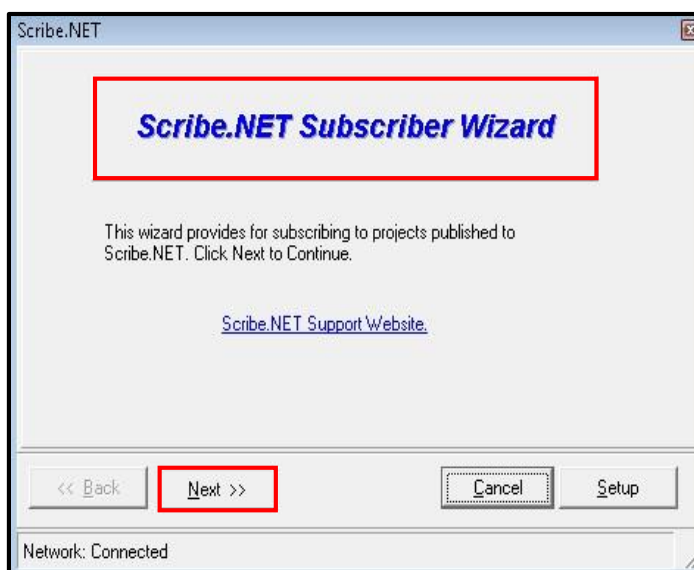 Scribe.NET
Scribe.NET Subscriber Wizard
This wizard provides for subscribing to projects published to
Scribe.NET. Click Next to Continue.
Scribe.NET Support Website.
<< Back
Next >>
Cancel
Setup
Network: Connected